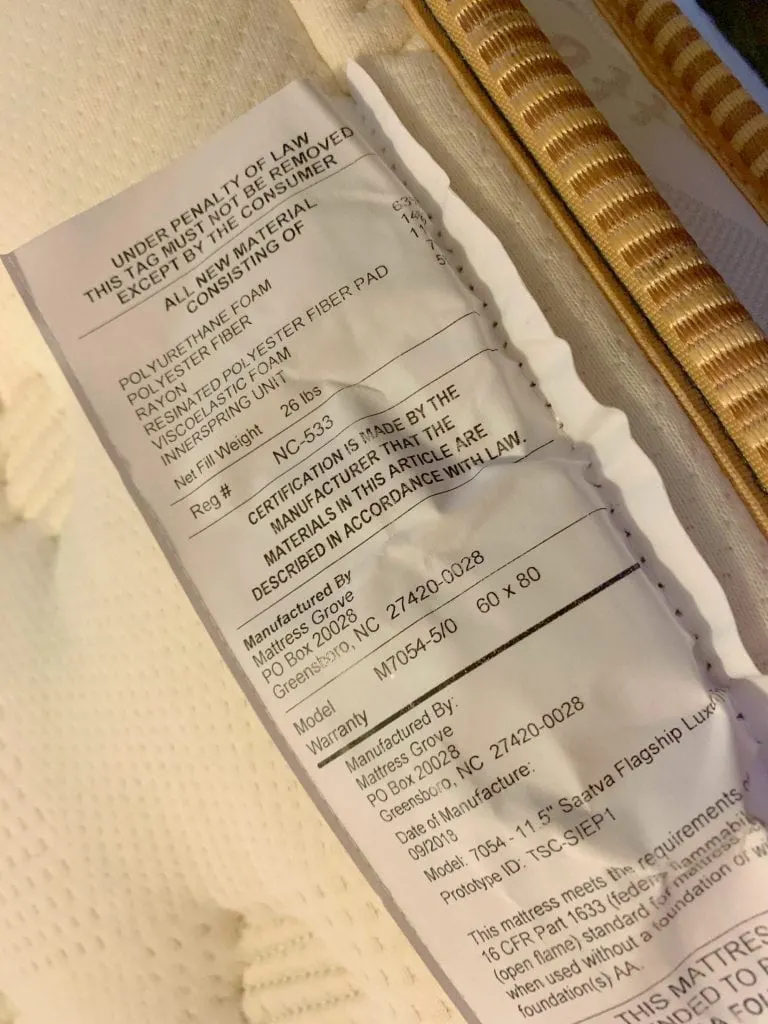 UNDER PENALTY OF LAW
THIS TAG MUST NOT BE REMOVED
EXCEPT BY THE CONSUMER
ALL NEW MATERIAL
CONSISTING OF
POLYURETHANE FOAM 63%
POLYESTER FIBER
RAYON
RESINATED POLYESTER FIBER PAD
VISCOELASTIC FOAM
INNERSPRING UNIT
Net Fill Weight 26 lbs
Reg # NC-533
CERTIFICATION IS MADE BY THE
MANUFACTURER THAT THE
MATERIALS IN THIS ARTICLE ARE
DESCRIBED IN ACCORDANCE WITH LAW.
Manufactured By
Mattress Grove
PO Box 20028
Greensboro, NC 27420-0028
Model M7054-5/0 60 x 80
Warranty
Manufactured By:
Mattress Grove
PO Box 20028
Greensboro, NC 27420-0028
Date of Manufacture:
09/2018
Model: 7054 - 11.5" Saatva Flagship
Prototype ID: TSC-SIEP1
This mattress meets the requirements
16 CFR Part 1633 (federal
(open flame) standard for mattress
when used without a foundation or
foundation(s) AA.
THIS MATTRES